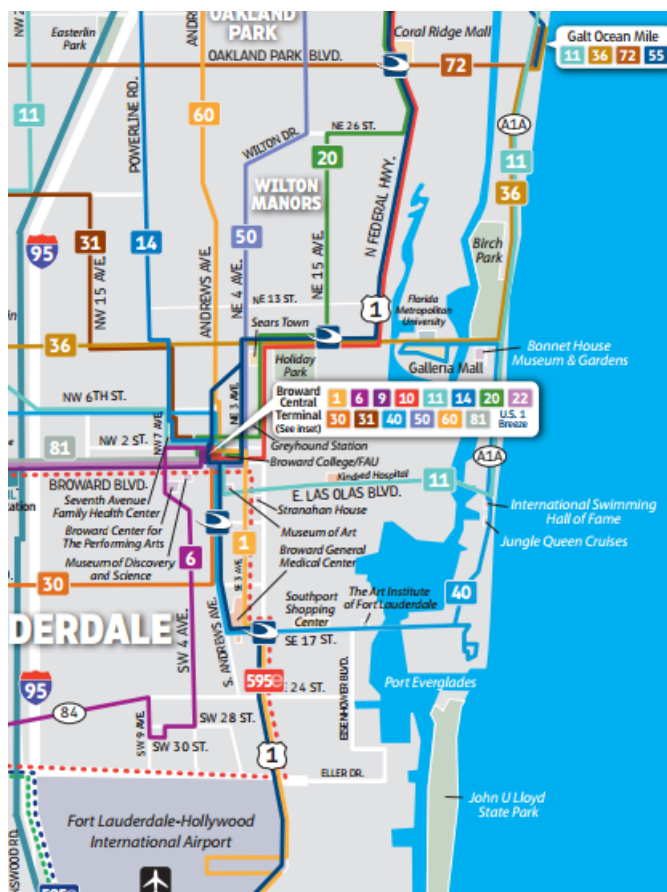 OAKLAND
PARK
NW 2
Easterlin
Park
POWERLINE RD.
ANDRE
Coral Ridge Mall
Galt Ocean Mile
11 36 72 55
OAKLAND PARK BLVD.
72
A1A
11
60
WILTON DR.
NE 26 ST.
20
11
36
WILTON
MANORS
N FEDERAL HWY.
95
31
14
50
NW 15 AVE.
ANDREWS AVE.
NE 4 AVE.
NE 15 AVE.
Birch
Park
NE 13 ST.
1
Florida
Metropolitan
University
Sears Town
36
Bonnet House
Museum & Gardens
Galleria Mall
Holiday
Park
NE 3 AVE.
NW 6TH ST.
Broward
Central
Terminal
(See inset)
1 6 9 10 11 14 20 22
30 31 40 50 60 81 U.S. 1
Breeze
81
NW 2 ST.
NW 7 AVE.
Greyhound Station
Broward College/FAU
A1A
BROWARD BLVD.
Kindred Hospital
E. LAS OLAS BLVD.
11
Seventh Avenue
Family Health Center
Stranahan House
International Swimming
Hall of Fame
Broward Center for
The Performing Arts
Museum of Art
Jungle Queen Cruises
1
Museum of Discovery
and Science
6
Broward General
Medical Center
30
SE 3 AVE.
40
Southport
Shopping
Center
The Art Institute
of Fort Lauderdale
DERDALE
SW 4 AVE.
S. ANDREWS AVE.
SE 17 ST.
95
595
E 24 ST.
EISENHOWER BLVD.
Port Everglades
84
SW 9 AVE.
SW 28 ST.
SW 30 ST.
1
ELLER DR.
John U Lloyd
State Park
Fort Lauderdale-Hollywood
International Airport
KSWOOD RD.